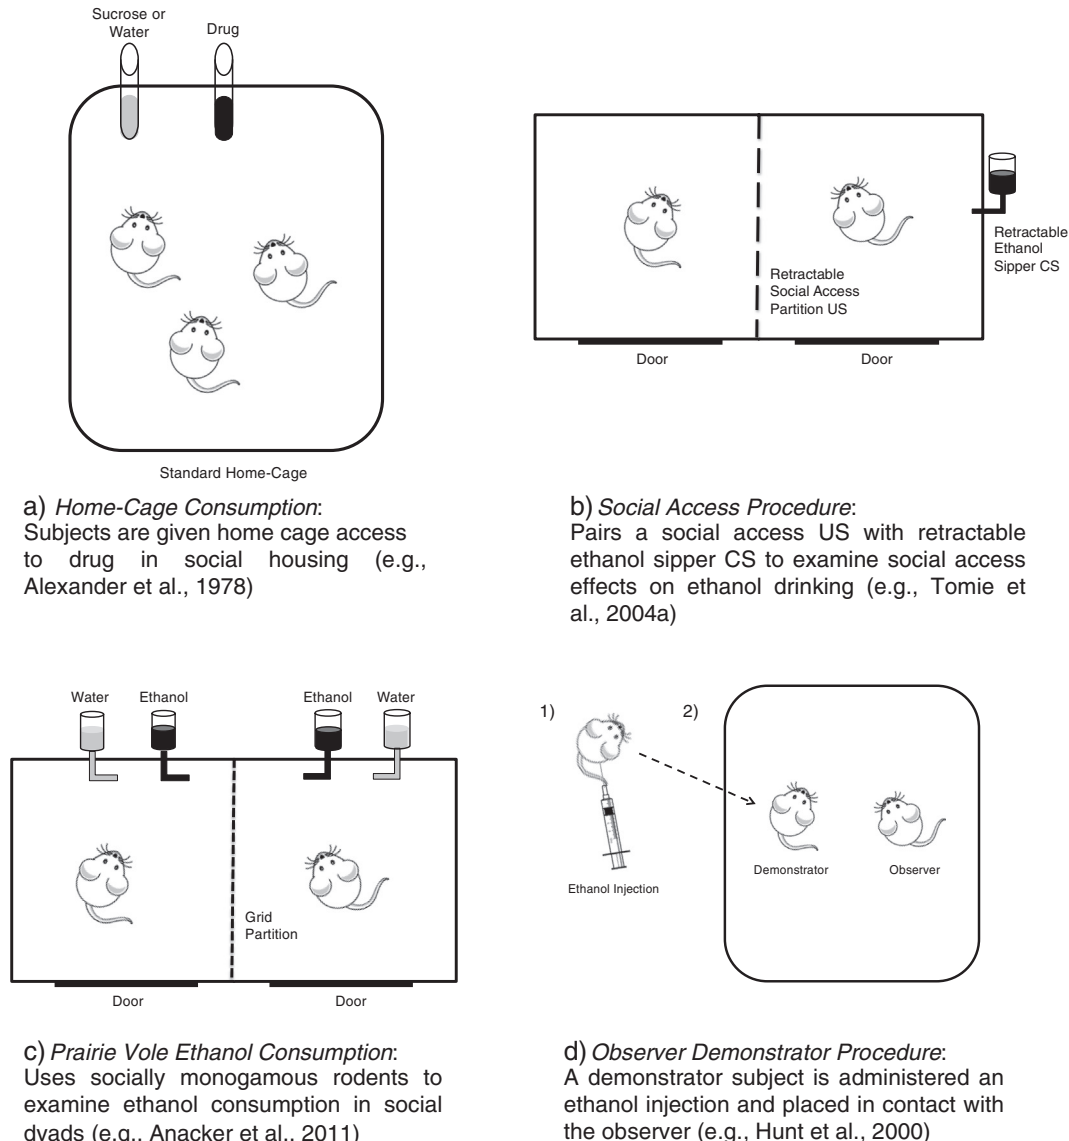 Sucrose or
Water
Drug
Standard Home-Cage
a) Home-Cage Consumption:
Subjects are given home cage access
to drug in social housing (e.g.,
Alexander et al., 1978)
Retractable
Social Access
Partition US
Retractable
Ethanol
Sipper CS
Door
Door
b) Social Access Procedure:
Pairs a social access US with retractable
ethanol sipper CS to examine social access
effects on ethanol drinking (e.g., Tomie et
al., 2004a)
Water
Ethanol
Ethanol
Water
Grid
Partition
Door
Door
c) Prairie Vole Ethanol Consumption:
Uses socially monogamous rodents to
examine ethanol consumption in social
dyads (e.g., Anacker et al., 2011)
1)
2)
Ethanol Injection
Demonstrator
Observer
d) Observer Demonstrator Procedure:
A demonstrator subject is administered an
ethanol injection and placed in contact with
the observer (e.g., Hunt et al., 2000)